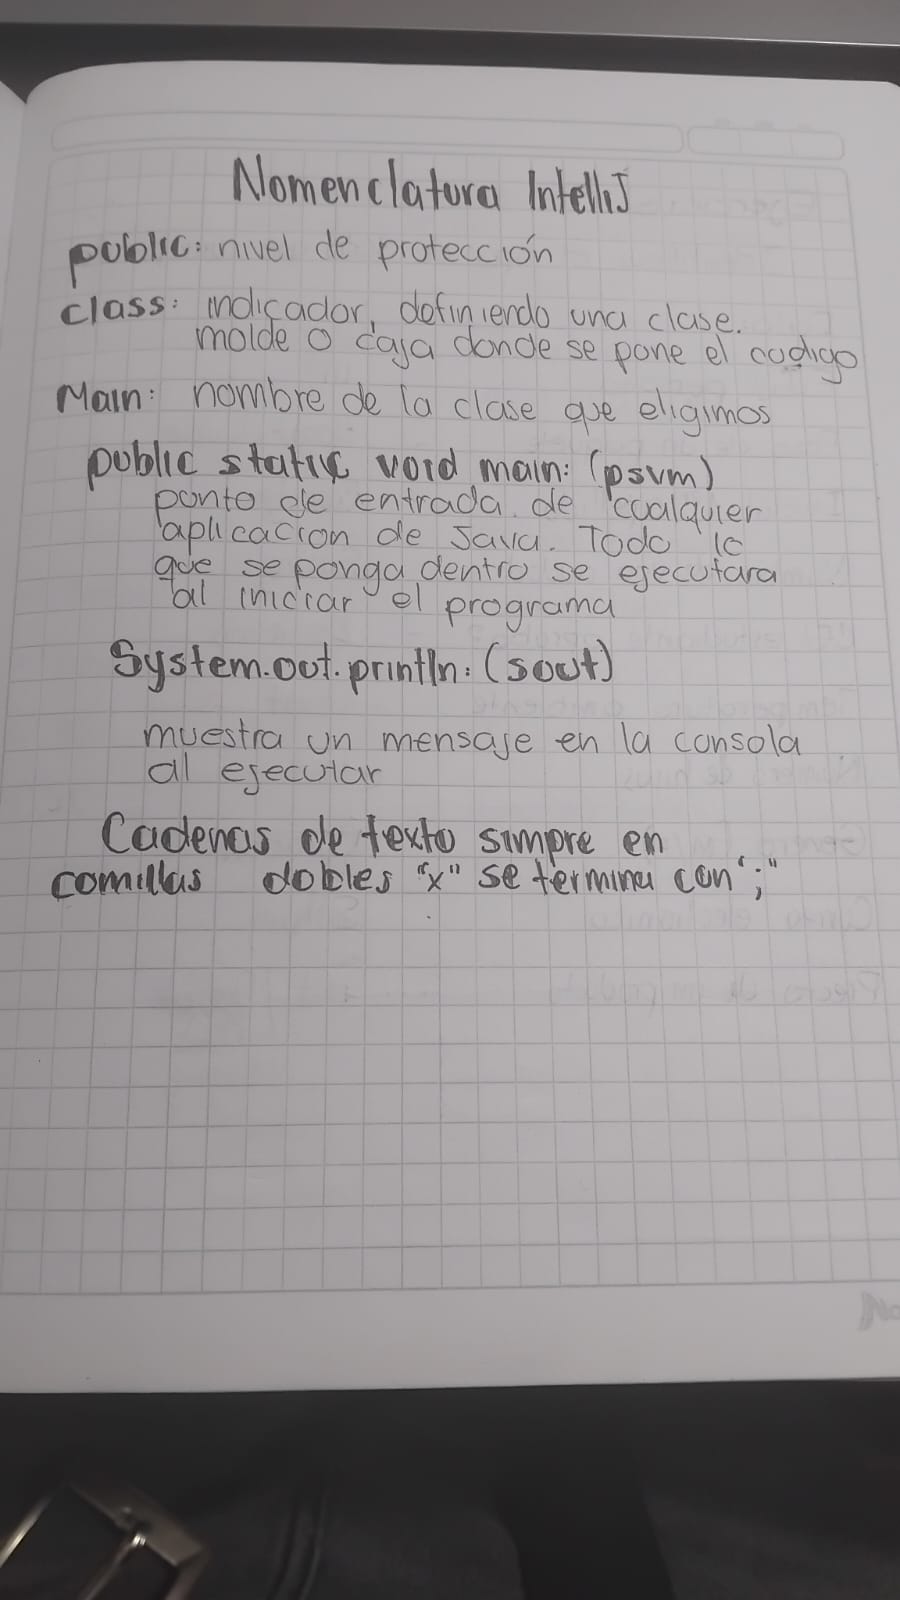 Nomenclatura IntelliJ
public: nivel de protección
class: indicador, definiendo una clase.
molde o caja donde se pone el codigo
Main: nombre de la clase que eligimos
public static void main: (psvm)
punto de entrada de cualquier
aplicacion de Java. Todo lo
que se ponga dentro se ejecutara
al iniciar el programa
System.out.println: (sout)
muestra un mensaje en la consola
al ejecutar
Cadenas de texto simpre en
comillas dobles "x" se termina con ";"